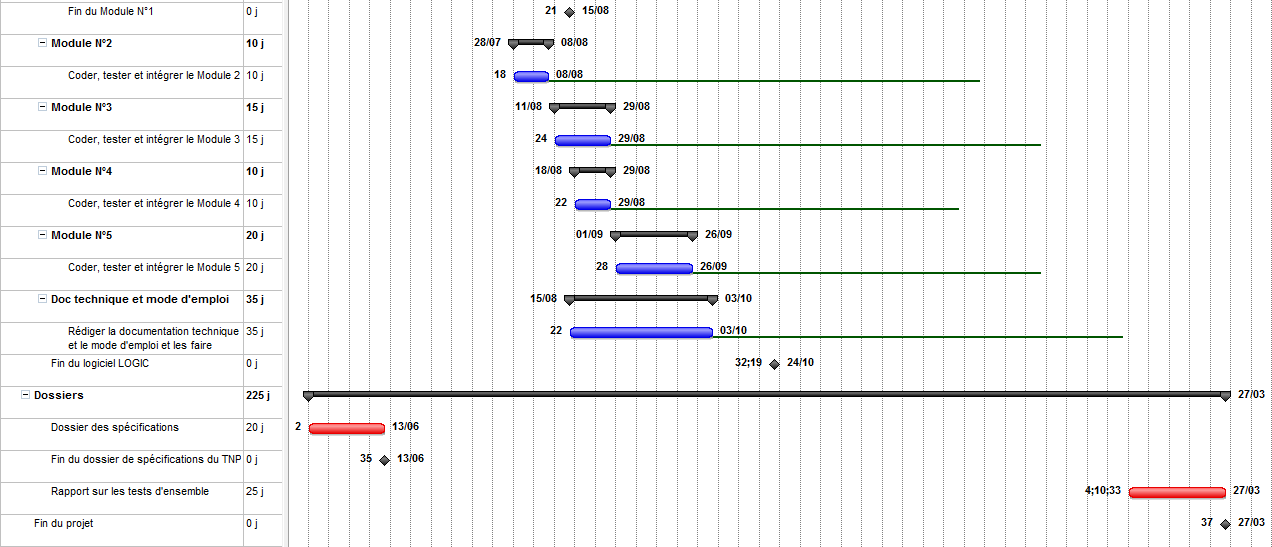 Fin du Module N°1 0 j 21 15/08
Module N°2 10 j 28/07 08/08
Coder, tester et intégrer le Module 2 10 j 18 08/08
Module N°3 15 j 11/08 29/08
Coder, tester et intégrer le Module 3 15 j 24 29/08
Module N°4 10 j 18/08 29/08
Coder, tester et intégrer le Module 4 10 j 22 29/08
Module N°5 20 j 01/09 26/09
Coder, tester et intégrer le Module 5 20 j 28 26/09
Doc technique et mode d'emploi 35 j 15/08 03/10
Rédiger la documentation technique 35 j 22 03/10
et le mode d'emploi et les faire
Fin du logiciel LOGIC 0 j 32;19 24/10
Dossiers 225 j 27/03
Dossier des spécifications 20 j 2 13/06
Fin du dossier de spécifications du TNP 0 j 35 13/06
Rapport sur les tests d'ensemble 25 j 4;10;33 27/03
Fin du projet 0 j 37 27/03